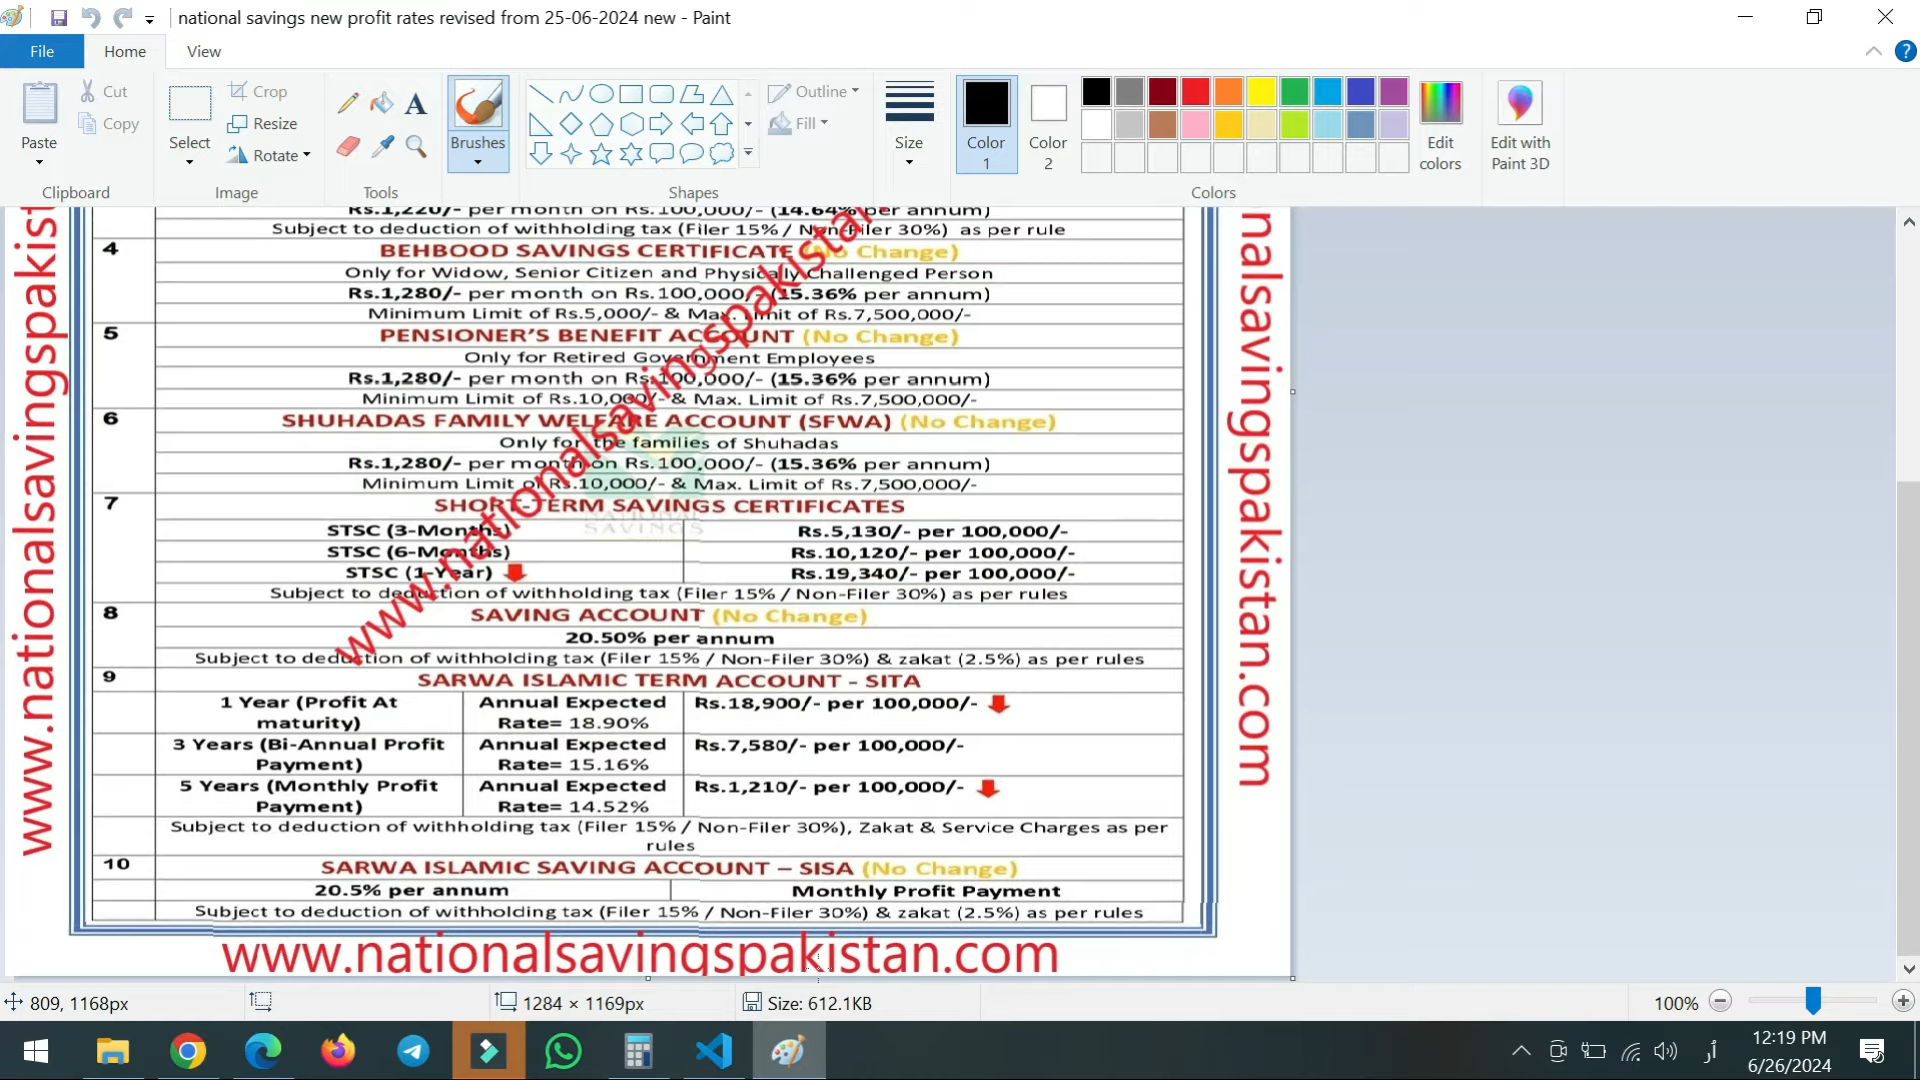 national savings new profit rates revised from 25-06-2024 new - Paint
File
Home
View
Paste
Cut
Copy
Clipboard
Select
Crop
Resize
Rotate
Image
Tools
Brushes
Shapes
Outline
Fill
Size
Color 1
Color 2
Edit colors
Edit with Paint 3D
Colors
Rs.1,220/- per month on Rs.100,000/- (14.64% per annum)
Subject to deduction of withholding tax (Filer 15% / Non-Filer 30%) as per rule
4
BEHBOOD SAVINGS CERTIFICATE (No Change)
Only for Widow, Senior Citizen and Physically Challenged Person
Rs.1,280/- per month on Rs.100,000/- (15.36% per annum)
Minimum Limit of Rs.5,000/- & Max. Limit of Rs.7,500,000/-
5
PENSIONER'S BENEFIT ACCOUNT (No Change)
Only for Retired Government Employees
Rs.1,280/- per month on Rs.100,000/- (15.36% per annum)
Minimum Limit of Rs.10,000/- & Max. Limit of Rs.7,500,000/-
6
SHUHADAS FAMILY WELFARE ACCOUNT (SFWA) (No Change)
Only for the families of Shuhadas
Rs.1,280/- per month on Rs.100,000/- (15.36% per annum)
Minimum Limit of Rs.10,000/- & Max. Limit of Rs.7,500,000/-
7
SHORT-TERM SAVINGS CERTIFICATES
NATIONAL
SAVINGS
STSC (3-Months) Rs.5,130/- per 100,000/-
STSC (6-Months) Rs.10,120/- per 100,000/-
STSC (1-Year) Rs.19,340/- per 100,000/-
Subject to deduction of withholding tax (Filer 15% / Non-Filer 30%) as per rules
8
SAVING ACCOUNT (No Change)
20.50% per annum
Subject to deduction of withholding tax (Filer 15% / Non-Filer 30%) & zakat (2.5%) as per rules
9
SARWA ISLAMIC TERM ACCOUNT - SITA
1 Year (Profit At maturity)
Annual Expected Rate= 18.90%
Rs.18,900/- per 100,000/-
3 Years (Bi-Annual Profit Payment)
Annual Expected Rate= 15.16%
Rs.7,580/- per 100,000/-
5 Years (Monthly Profit Payment)
Annual Expected Rate= 14.52%
Rs.1,210/- per 100,000/-
Subject to deduction of withholding tax (Filer 15% / Non-Filer 30%), Zakat & Service Charges as per
rules
10
SARWA ISLAMIC SAVING ACCOUNT – SISA (No Change)
20.5% per annum Monthly Profit Payment
Subject to deduction of withholding tax (Filer 15% / Non-Filer 30%) & zakat (2.5%) as per rules
www.nationalsavingspakistan.com
www.nationalsavingspakistar
www.nationalsavingspakist
nalsavingspakistan.com
809, 1168px
1284 × 1169px
Size: 612.1KB
100%
12:19 PM
6/26/2024